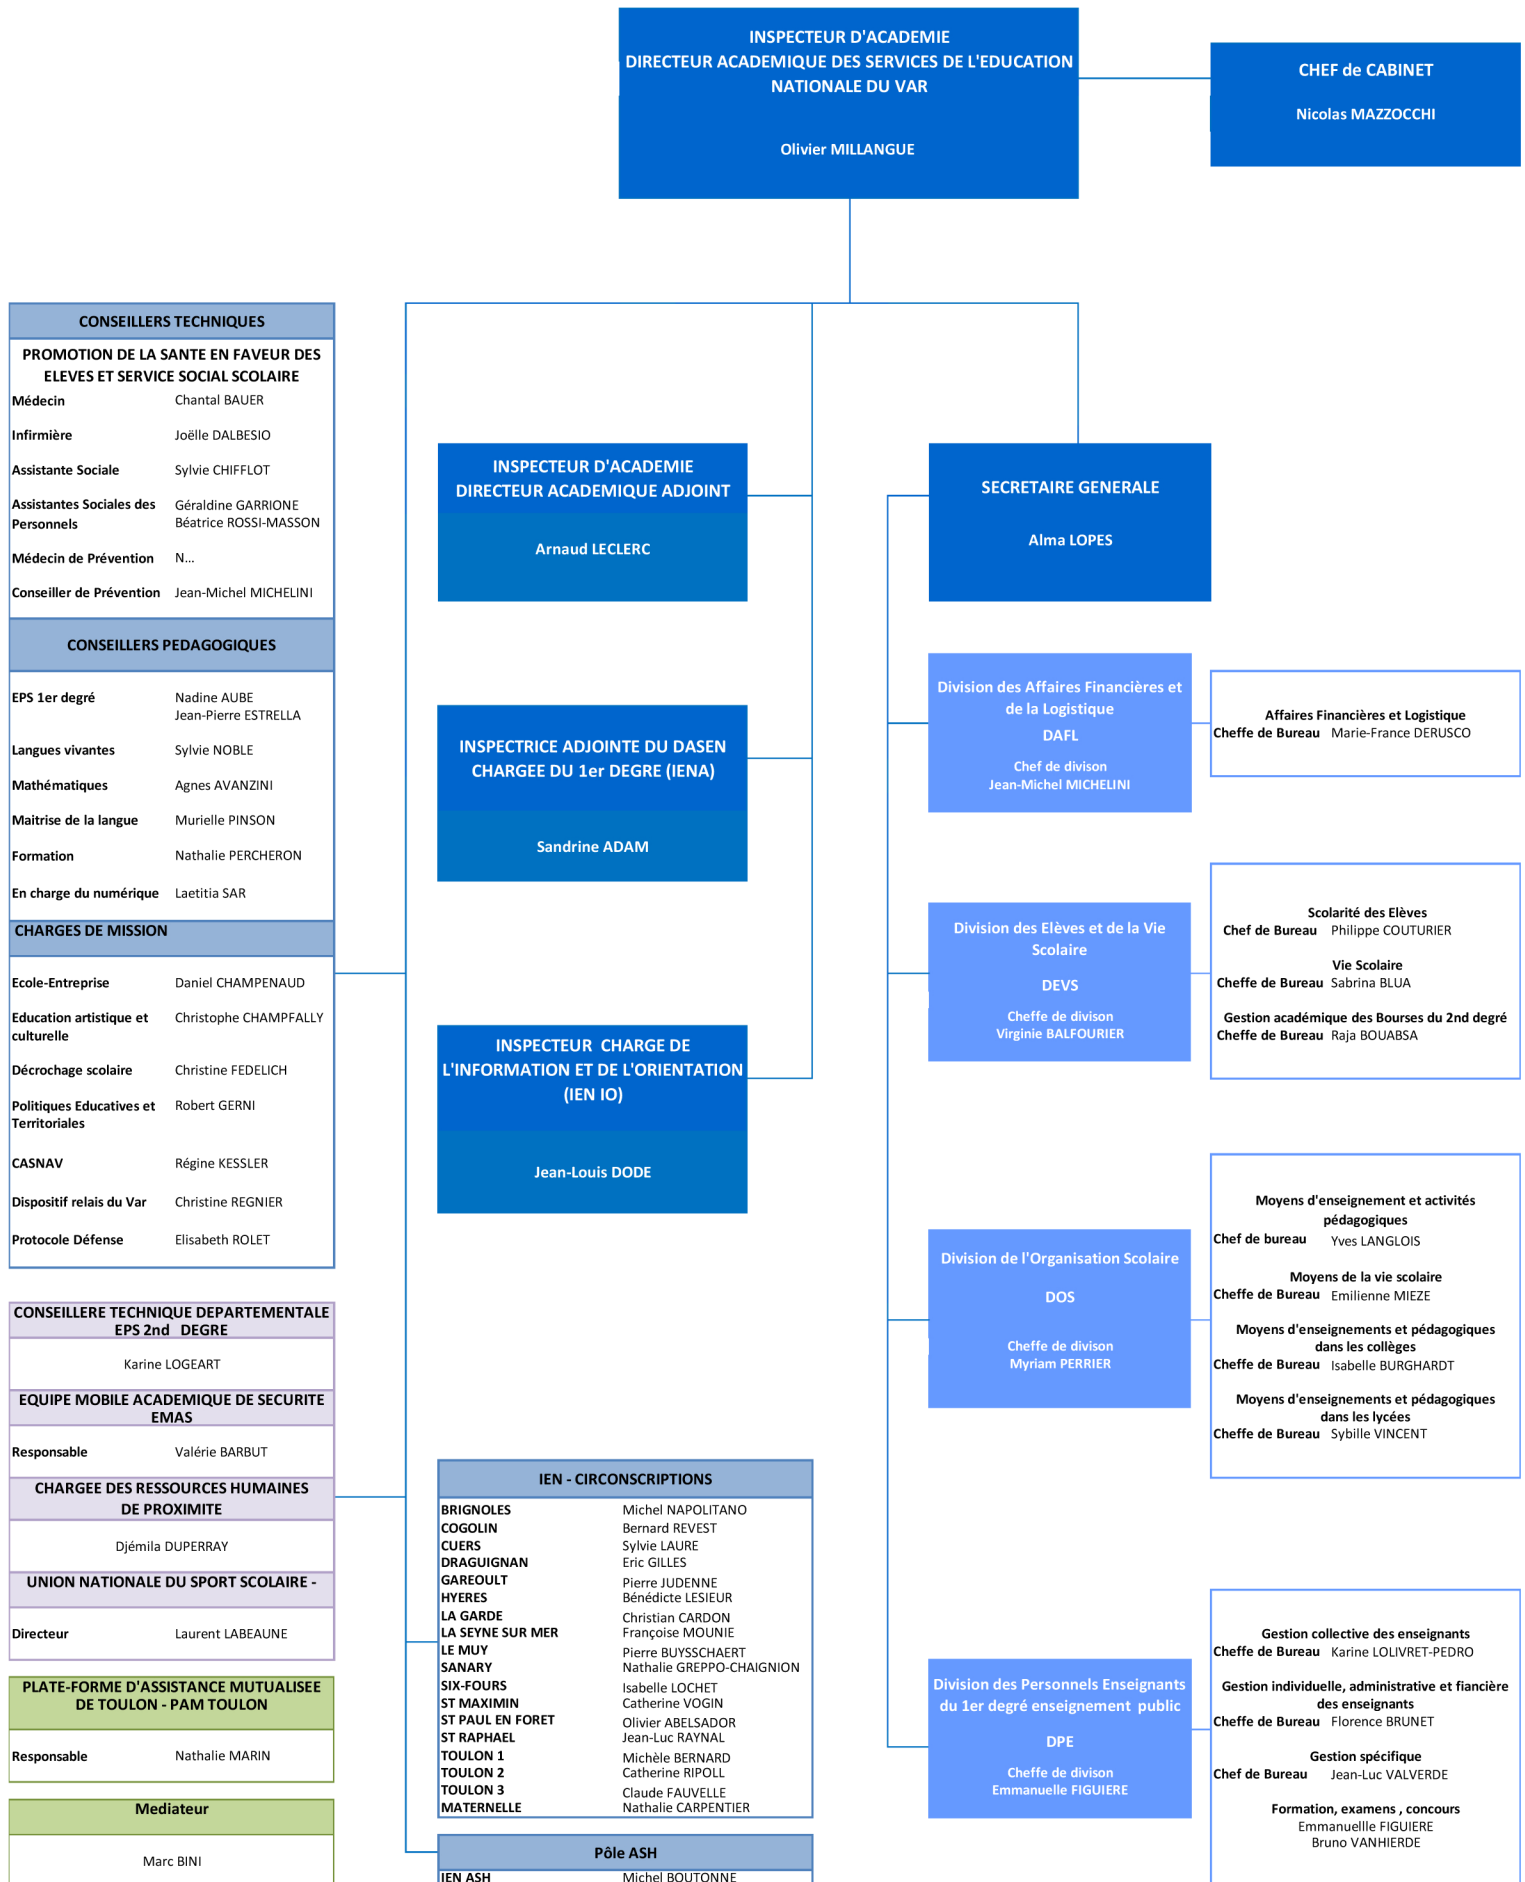 INSPECTEUR D'ACADEMIE
DIRECTEUR ACADEMIQUE DES SERVICES DE L'EDUCATION
NATIONALE DU VAR
Olivier MILLANGUE
CHEF de CABINET
Nicolas MAZZOCCHI
CONSEILLERS TECHNIQUES
PROMOTION DE LA SANTE EN FAVEUR DES
ELEVES ET SERVICE SOCIAL SCOLAIRE
Médecin Chantal BAUER
Infirmière Joëlle DALBESIO
Assistante Sociale Sylvie CHIFFLOT
Assistantes Sociales des Géraldine GARRIONE
Personnels Béatrice ROSSI-MASSON
Médecin de Prévention N...
Conseiller de Prévention Jean-Michel MICHELINI
CONSEILLERS PEDAGOGIQUES
EPS 1er degré Nadine AUBE
Jean-Pierre ESTRELLA
Langues vivantes Sylvie NOBLE
Mathématiques Agnes AVANZINI
Maitrise de la langue Murielle PINSON
Formation Nathalie PERCHERON
En charge du numérique Laetitia SAR
CHARGES DE MISSION
Ecole-Entreprise Daniel CHAMPENAUD
Education artistique et Christophe CHAMPFALLY
culturelle
Décrochage scolaire Christine FEDELICH
Politiques Educatives et Robert GERNI
Territoriales
CASNAV Régine KESSLER
Dispositif relais du Var Christine REGNIER
Protocole Défense Elisabeth ROLET
CONSEILLERE TECHNIQUE DEPARTEMENTALE
EPS 2nd DEGRE
Karine LOGEART
EQUIPE MOBILE ACADEMIQUE DE SECURITE
EMAS
Responsable Valérie BARBUT
CHARGEE DES RESSOURCES HUMAINES
DE PROXIMITE
Djémila DUPERRAY
UNION NATIONALE DU SPORT SCOLAIRE -
Directeur Laurent LABEAUNE
PLATE-FORME D'ASSISTANCE MUTUALISEE
DE TOULON - PAM TOULON
Responsable Nathalie MARIN
Mediateur
Marc BINI
INSPECTEUR D'ACADEMIE
DIRECTEUR ACADEMIQUE ADJOINT
Arnaud LECLERC
INSPECTRICE ADJOINTE DU DASEN
CHARGEE DU 1er DEGRE (IENA)
Sandrine ADAM
INSPECTEUR CHARGE DE
L'INFORMATION ET DE L'ORIENTATION
(IEN IO)
Jean-Louis DODE
IEN - CIRCONSCRIPTIONS
BRIGNOLES Michel NAPOLITANO
COGOLIN Bernard REVEST
CUERS Sylvie LAURE
DRAGUIGNAN Eric GILLES
GAREOULT Pierre JUDENNE
HYERES Bénédicte LESIEUR
LA GARDE Christian CARDON
LA SEYNE SUR MER Françoise MOUNIE
LE MUY Pierre BUYSSCHAERT
SANARY Nathalie GREPPO-CHAIGNION
SIX-FOURS Isabelle LOCHET
ST MAXIMIN Catherine VOGIN
ST PAUL EN FORET Olivier ABELSADOR
ST RAPHAEL Jean-Luc RAYNAL
TOULON 1 Michèle BERNARD
TOULON 2 Catherine RIPOLL
TOULON 3 Claude FAUVELLE
MATERNELLE Nathalie CARPENTIER
Pôle ASH
IEN ASH Michel BOUTONNE
SECRETAIRE GENERALE
Alma LOPES
Division des Affaires Financières et
de la Logistique
DAFL
Chef de divison
Jean-Michel MICHELINI
Affaires Financières et Logistique
Cheffe de Bureau Marie-France DERUSCO
Division des Elèves et de la Vie
Scolaire
DEVS
Cheffe de divison
Virginie BALFOURIER
Scolarité des Elèves
Chef de Bureau Philippe COUTURIER
Vie Scolaire
Cheffe de Bureau Sabrina BLUA
Gestion académique des Bourses du 2nd degré
Cheffe de Bureau Raja BOUABSA
Division de l'Organisation Scolaire
DOS
Cheffe de divison
Myriam PERRIER
Moyens d'enseignement et activités
pédagogiques
Chef de bureau Yves LANGLOIS
Moyens de la vie scolaire
Cheffe de Bureau Emilienne MIEZE
Moyens d'enseignements et pédagogiques
dans les collèges
Cheffe de Bureau Isabelle BURGHARDT
Moyens d'enseignements et pédagogiques
dans les lycées
Cheffe de Bureau Sybille VINCENT
Division des Personnels Enseignants
du 1er degré enseignement public
DPE
Cheffe de divison
Emmanuelle FIGUIERE
Gestion collective des enseignants
Cheffe de Bureau Karine LOLIVRET-PEDRO
Gestion individuelle, administrative et fiancière
des enseignants
Cheffe de Bureau Florence BRUNET
Gestion spécifique
Chef de Bureau Jean-Luc VALVERDE
Formation, examens , concours
Emmanuellle FIGUIERE
Bruno VANHIERDE